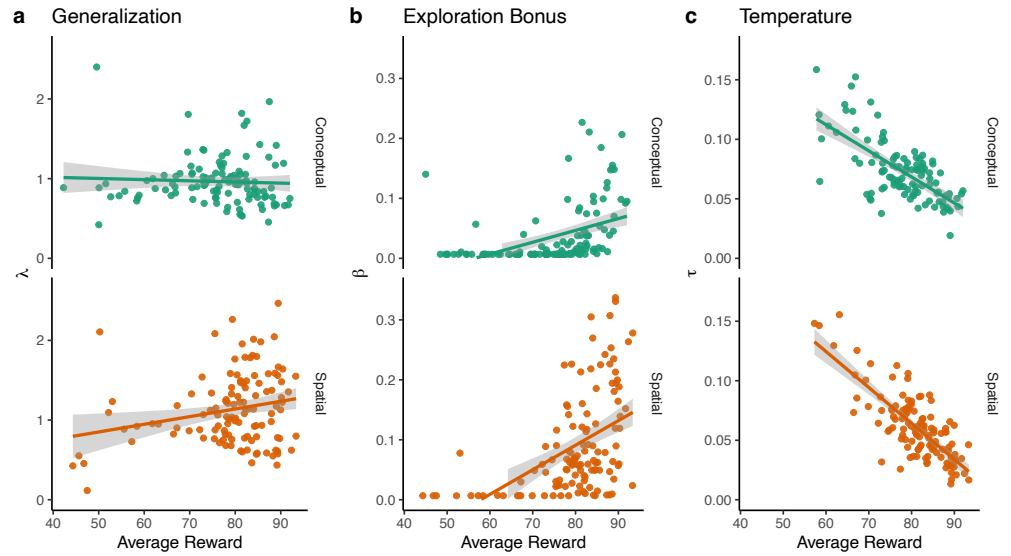 a Generalization
b Exploration Bonus
c Temperature
2
1
0
Conceptual
0.3
0.2
0.1
0.0
Conceptual
0.15
0.10
0.05
0.00
Conceptual
λ
β
2
1
0
Spatial
0.3
0.2
0.1
0.0
Spatial
0.15
0.10
0.05
0.00
Spatial
40 50 60 70 80 90
40 50 60 70 80 90
40 50 60 70 80 90
Average Reward
Average Reward
Average Reward